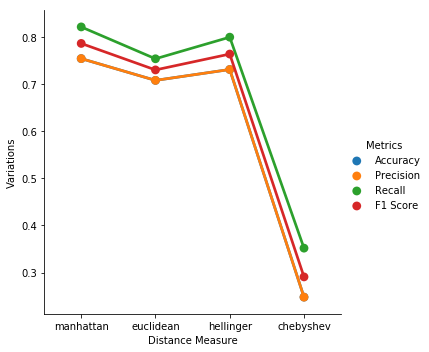 0.8
0.7
0.6
0.5
0.4
0.3
Variations
manhattan euclidean hellinger chebyshev
Distance Measure
Metrics
Accuracy
Precision
Recall
F1 Score